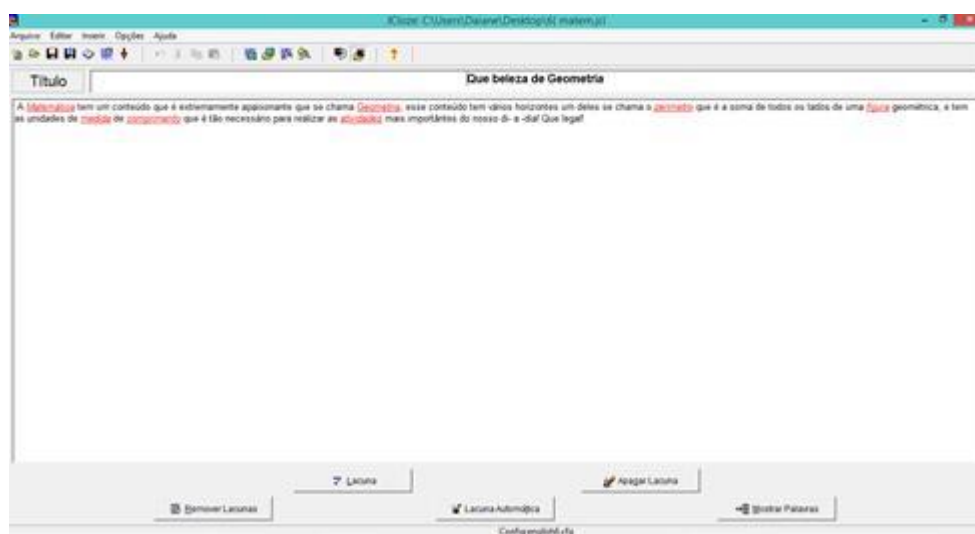 JCloze: C:\Users\Daiane\Desktop\6( matem.jcl
Arquivo Editar Inserir Opções Ajuda
Título
Que beleza de Geometria
A Matemática tem um conteúdo que é extremamente apaixonante que se chama Geometria, esse conteúdo tem vários horizontes um deles se chama o perímetro que é a soma de todos os lados de uma figura geométrica, e tem
as unidades de medida de comprimento que é tão necessário para realizar as atividades mais importântes do nosso di- a -dia! Que legal!
Lacuna
Apagar Lacuna
Remover Lacunas
Lacuna Automática
Mostrar Palavras